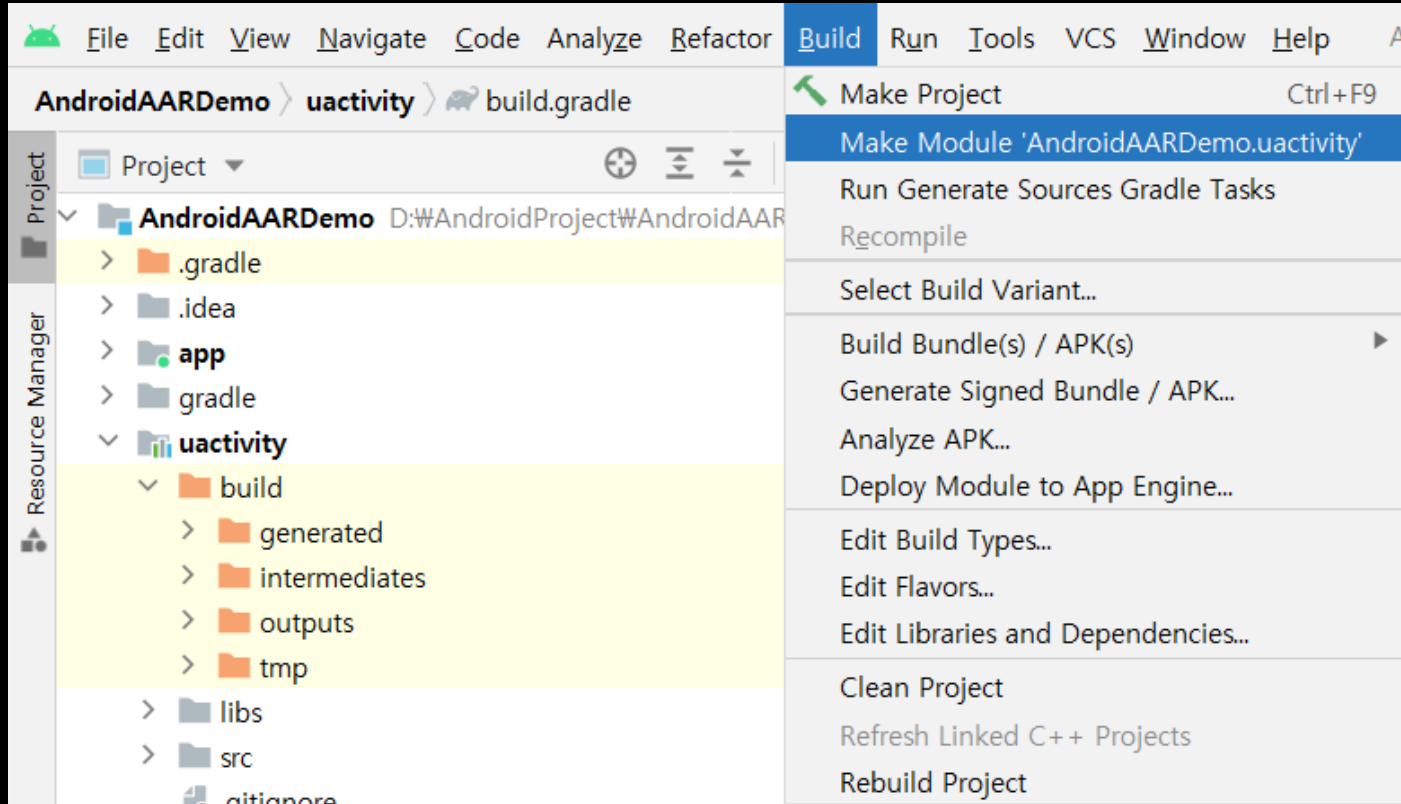 File Edit View Navigate Code Analyze Refactor Build Run Tools VCS Window Help
AndroidAARDemo uactivity build.gradle
Project
Resource Manager
Project
AndroidAARDemo D:₩AndroidProject₩AndroidAAR
.gradle
.idea
app
gradle
uactivity
build
generated
intermediates
outputs
tmp
libs
src
.gitignore
Make Project Ctrl+F9
Make Module 'AndroidAARDemo.uactivity'
Run Generate Sources Gradle Tasks
Recompile
Select Build Variant...
Build Bundle(s) / APK(s)
Generate Signed Bundle / APK...
Analyze APK...
Deploy Module to App Engine...
Edit Build Types...
Edit Flavors...
Edit Libraries and Dependencies...
Clean Project
Refresh Linked C++ Projects
Rebuild Project